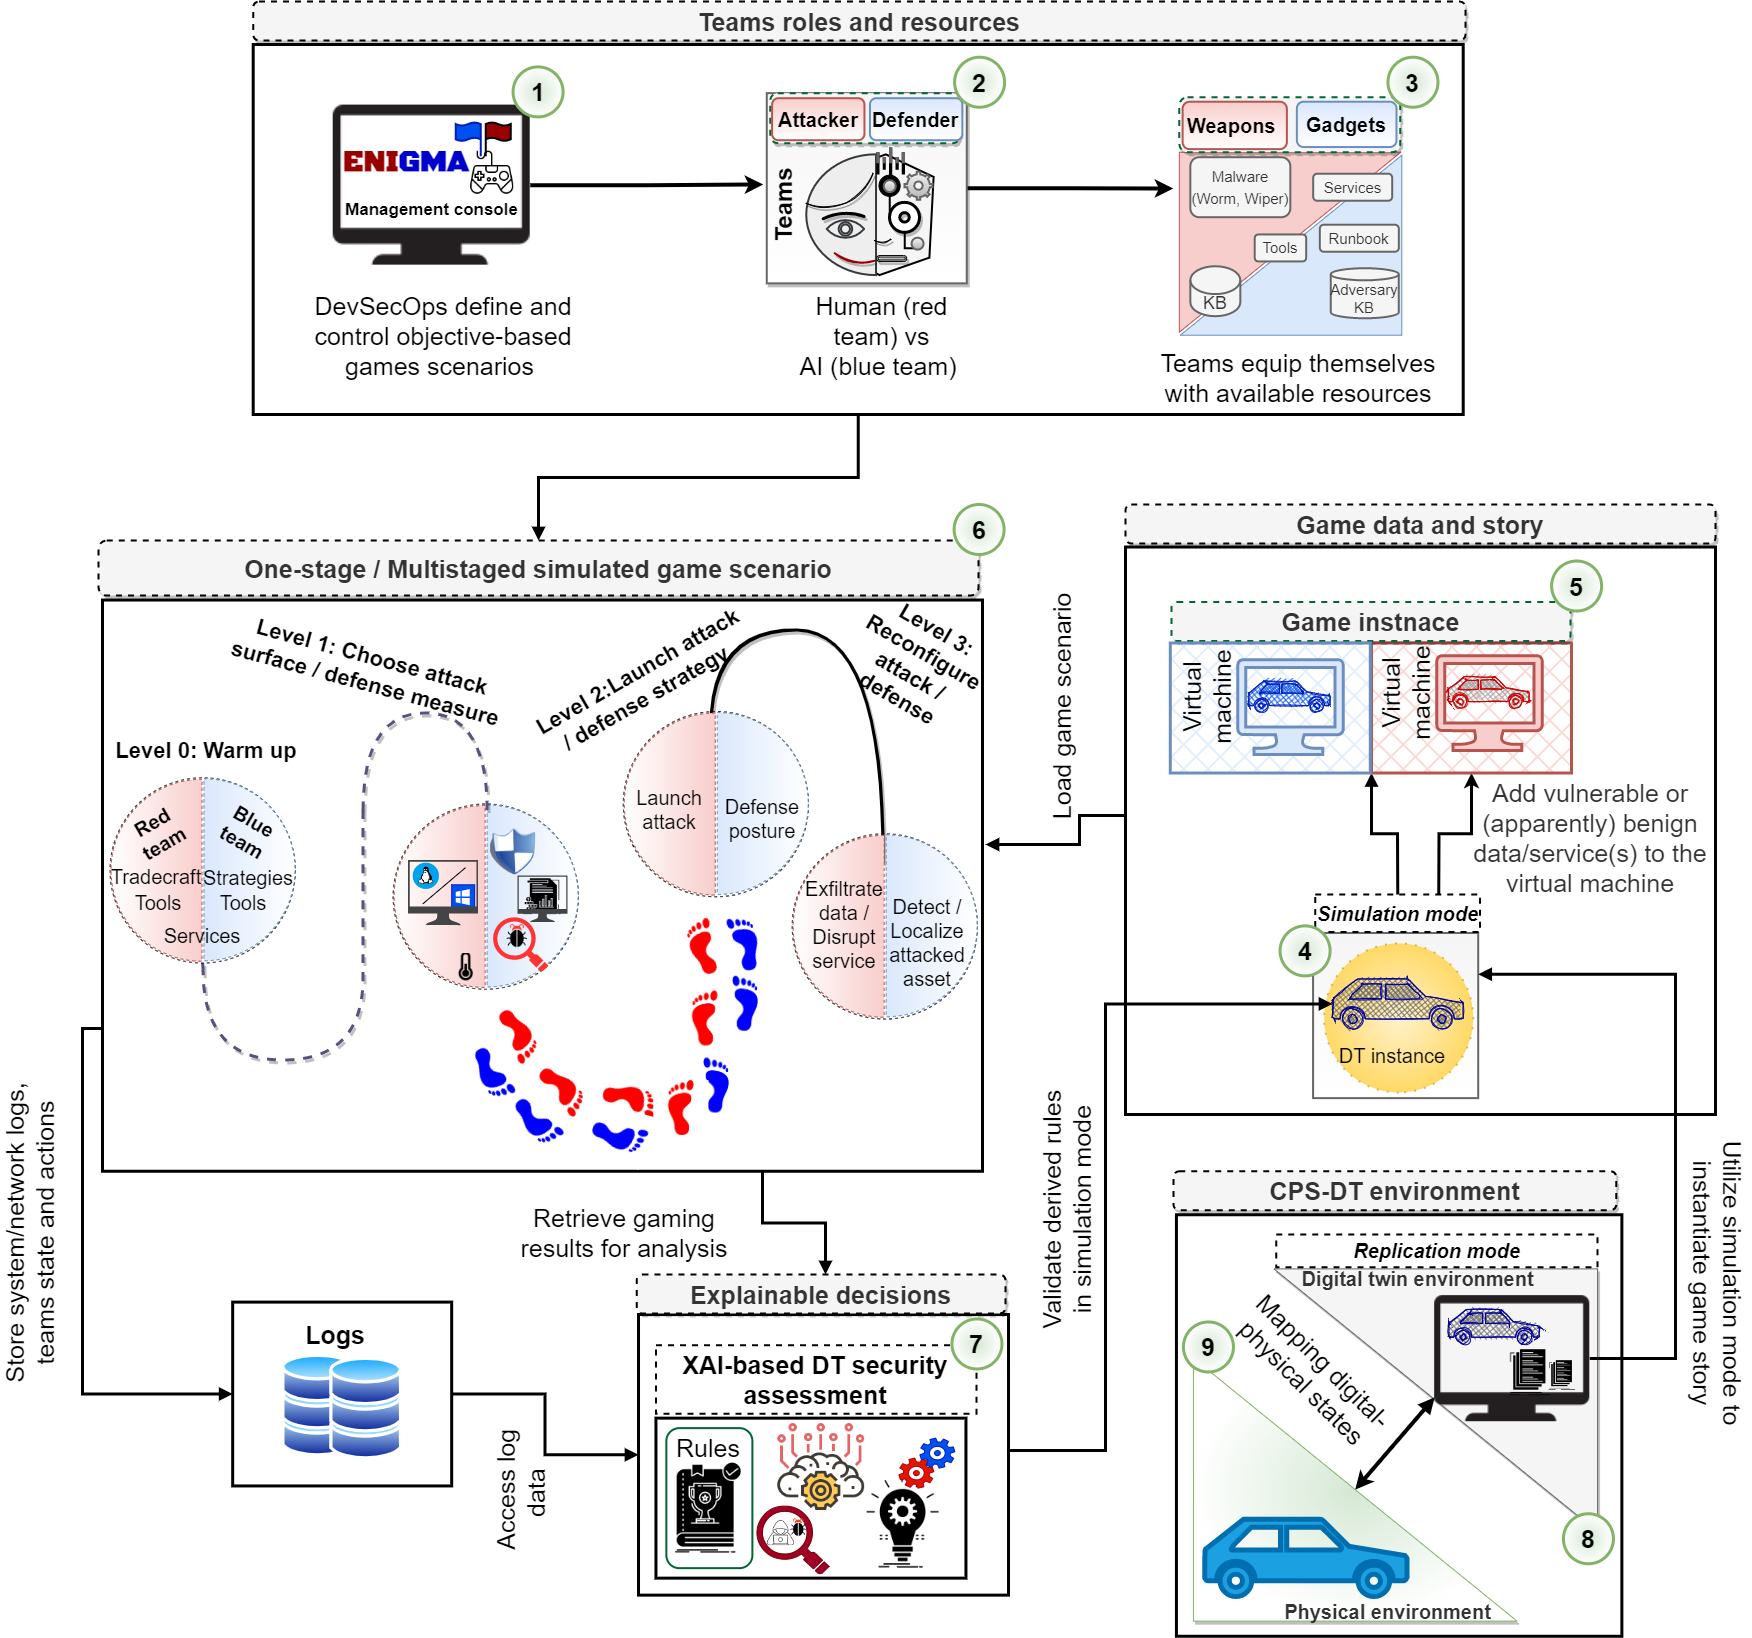 Teams roles and resources
1
2
3
ENIGMA
Management console
DevSecOps define and
control objective-based
games scenarios
Attacker
Defender
Teams
Human (red
team) vs
AI (blue team)
Weapons
Gadgets
Malware
(Worm, Wiper)
Services
Tools
Runbook
KB
Adversary
KB
Teams equip themselves
with available resources
6
One-stage / Multistaged simulated game scenario
Level 0: Warm up
Red
team
Blue
team
Tradecraft
Tools
Strategies
Tools
Services
Level 1: Choose attack
surface / defense measure
Level 2:Launch attack
/ defense strategy
Launch
attack
Defense
posture
Level 3:
Reconfigure
attack /
defense
Exfiltrate
data /
Disrupt
service
Detect /
Localize
attacked
asset
Load game scenario
Game data and story
5
Game instnace
Virtual
machine
Virtual
machine
Add vulnerable or
(apparently) benign
data/service(s) to the
virtual machine
Simulation mode
4
DT instance
Store system/network logs,
teams state and actions
Retrieve gaming
results for analysis
Validate derived rules
in simulation mode
Utilize simulation mode to
instantiate game story
Logs
Access log
data
Explainable decisions
7
XAI-based DT security
assessment
Rules
CPS-DT environment
Replication mode
Digital twin environment
Mapping digital-
physical states
9
8
Physical environment